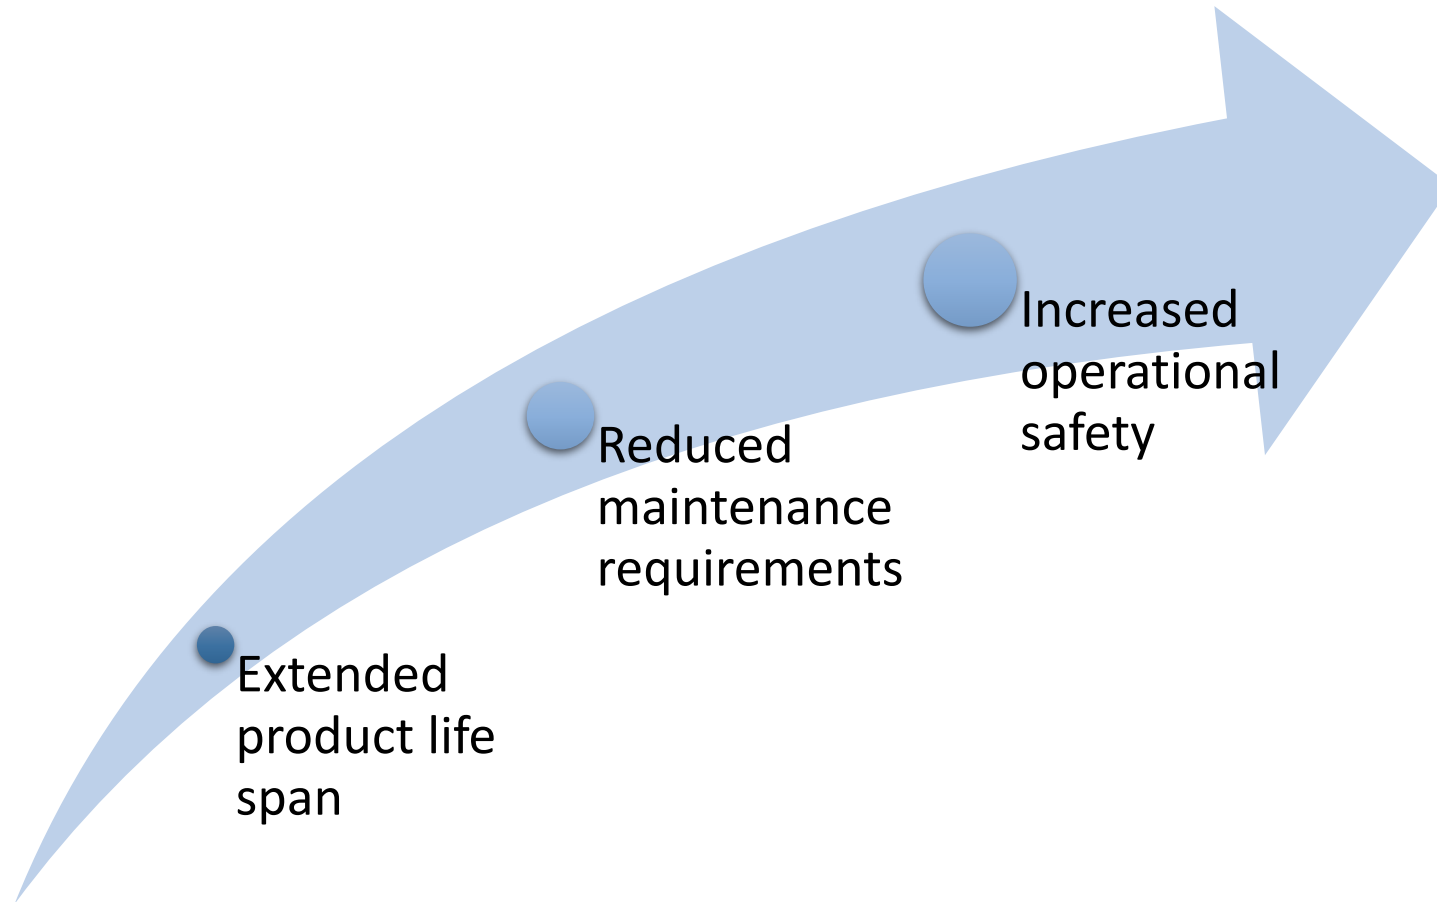 Increased
operational
safety
Reduced
maintenance
requirements
Extended
product life
span